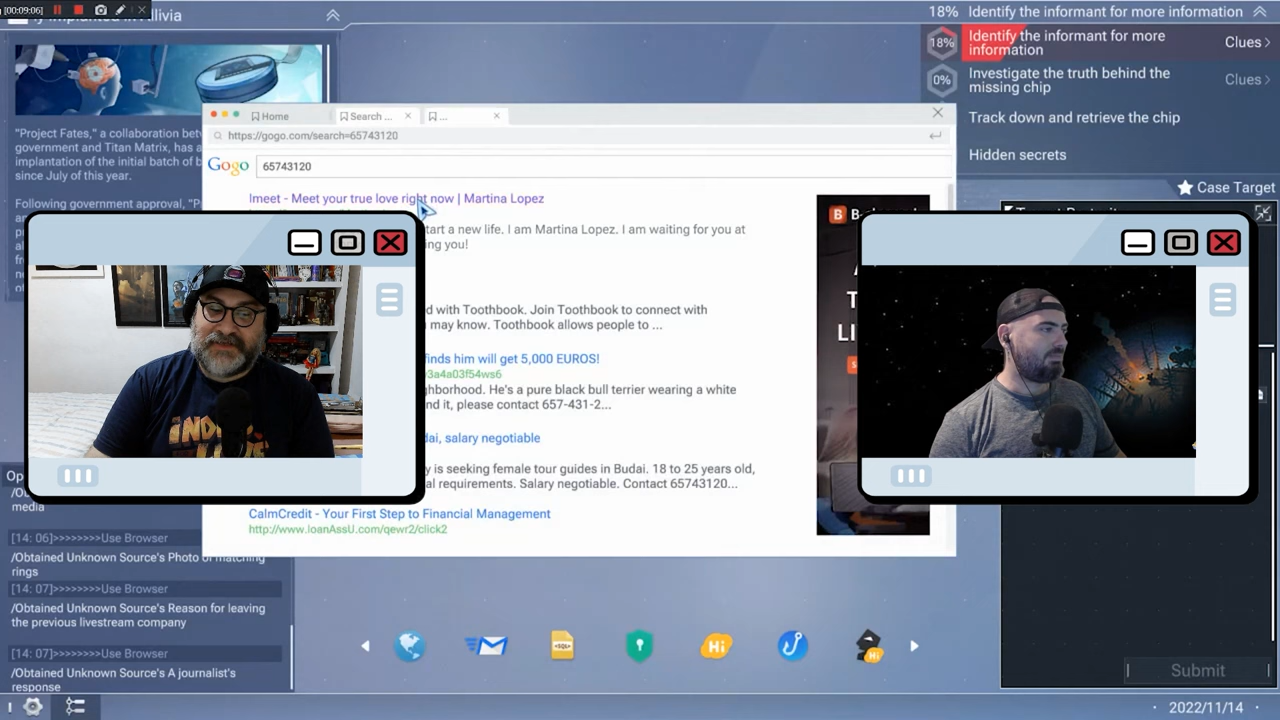 [00:09:06]
18% Identify the informant for more information
18%
Identify the informant for more
information
Clues
0%
Investigate the truth behind the
missing chip
Clues
Track down and retrieve the chip
Hidden secrets
Case Target
"Project Fates," a collaboration
government and Titan Matrix, has a
implantation of the initial batch of
since July of this year.
Following government approval,
Home
Search ...
...
https://gogo.com/search=65743120
Gogo
65743120
Imeet - Meet your true love right now | Martina Lopez
tart a new life. I am Martina Lopez. I am waiting for you at
ing you!
d with Toothbook. Join Toothbook to connect with
may know. Toothbook allows people to ...
finds him will get 5,000 EUROS!
3a4a03f54ws6
ghborhood. He's a pure black bull terrier wearing a white
nd it, please contact 657-431-2...
dai, salary negotiable
y is seeking female tour guides in Budai. 18 to 25 years old,
al requirements. Salary negotiable. Contact 65743120...
CalmCredit - Your First Step to Financial Management
http://www.loanAssU.com/qewr2/click2
B
LI
media
[14: 06]>>>>>>>>Use Browser
/Obtained Unknown Source's Photo of matching
rings
[14: 07]>>>>>>>>Use Browser
/Obtained Unknown Source's Reason for leaving
the previous livestream company
[14: 07]>>>>>>>>Use Browser
/Obtained Unknown Source's A journalist's
response
<SQL>
Hi
Hi
Submit
2022/11/14